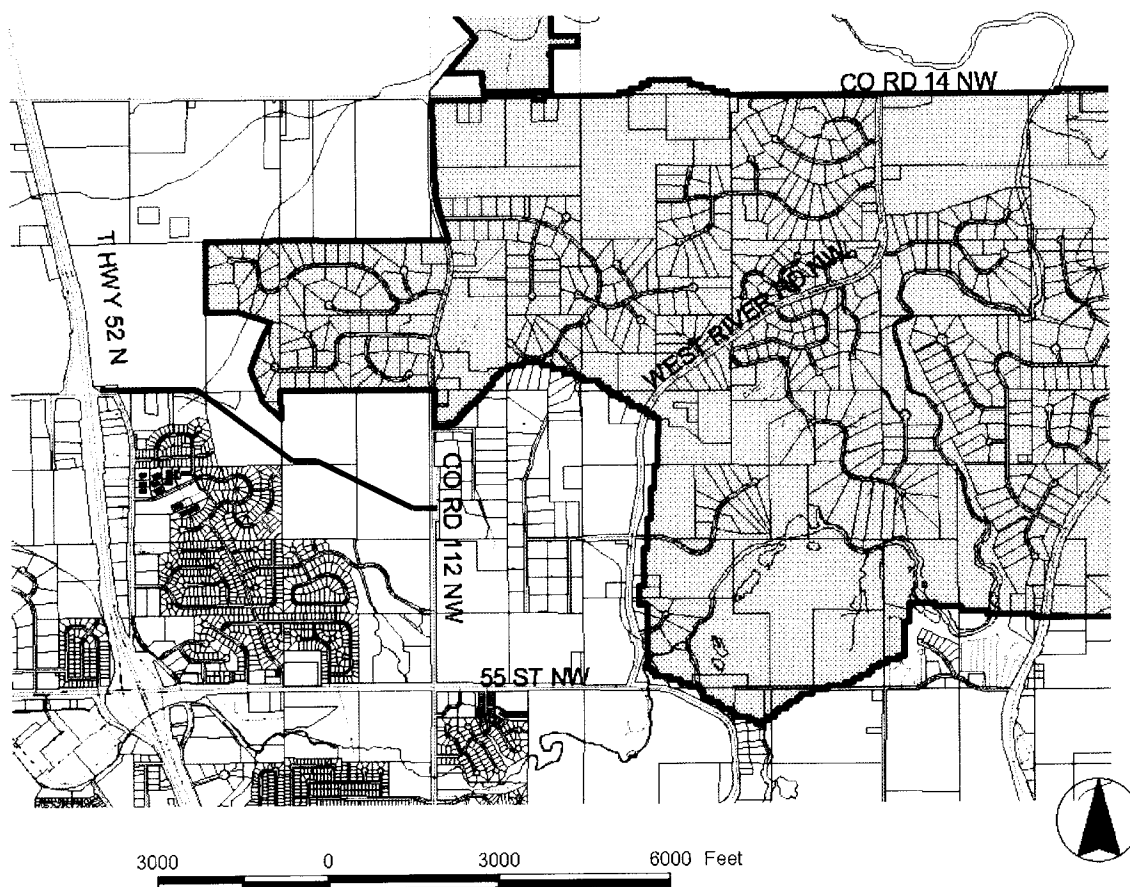 CO RD 14 NW
T HWY 52 N
WEST RIVER RD NW
CO RD 112 NW
55 ST NW
3000 0 3000 6000 Feet